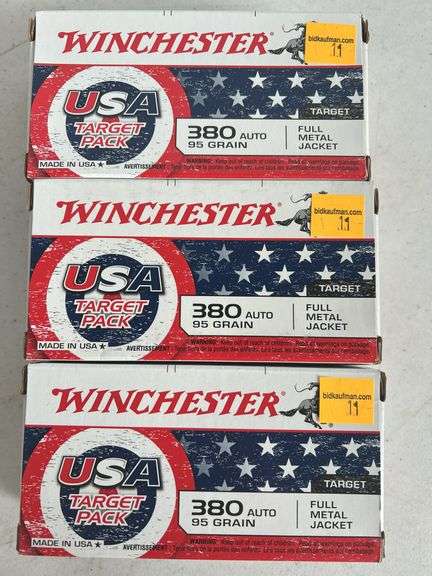 WINCHESTER
bidkaufman.com
11
USA
TARGET PACK
TARGET
380 AUTO
95 GRAIN
FULL
METAL
JACKET
MADE IN USA★
AVERTISSEMENT
WINCHESTER
bidkaufman.com
11
USA
TARGET
PACK
TARGET
380 AUTO
95 GRAIN
FULL
METAL
JACKET
MADE IN USA★
AVERTISSEMENT
WINCHESTER
bidkaufman.com
11
USA
TARGET
PACK
TARGET
380 AUTO
95 GRAIN
FULL
METAL
JACKET
MADE IN USA★
AVERTISSEMENT